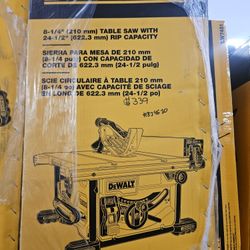 8-1/4" (210 mm) TABLE SAW WITH
24-1/2" (622.3 mm) RIP CAPACITY
SIERRA PARA MESA DE 210 mm
(8-1/4 pulg) CON CAPACIDAD DE
CORTE DE 622.3 mm (24-1/2 pulg)
SCIE CIRCULAIRE À TABLE 210 mm
(8-1/4 po) AVEC CAPACITÉ DE SCIAGE
EN LONG DE 622.3 mm (24-1/2 po)
$339
DEWALT